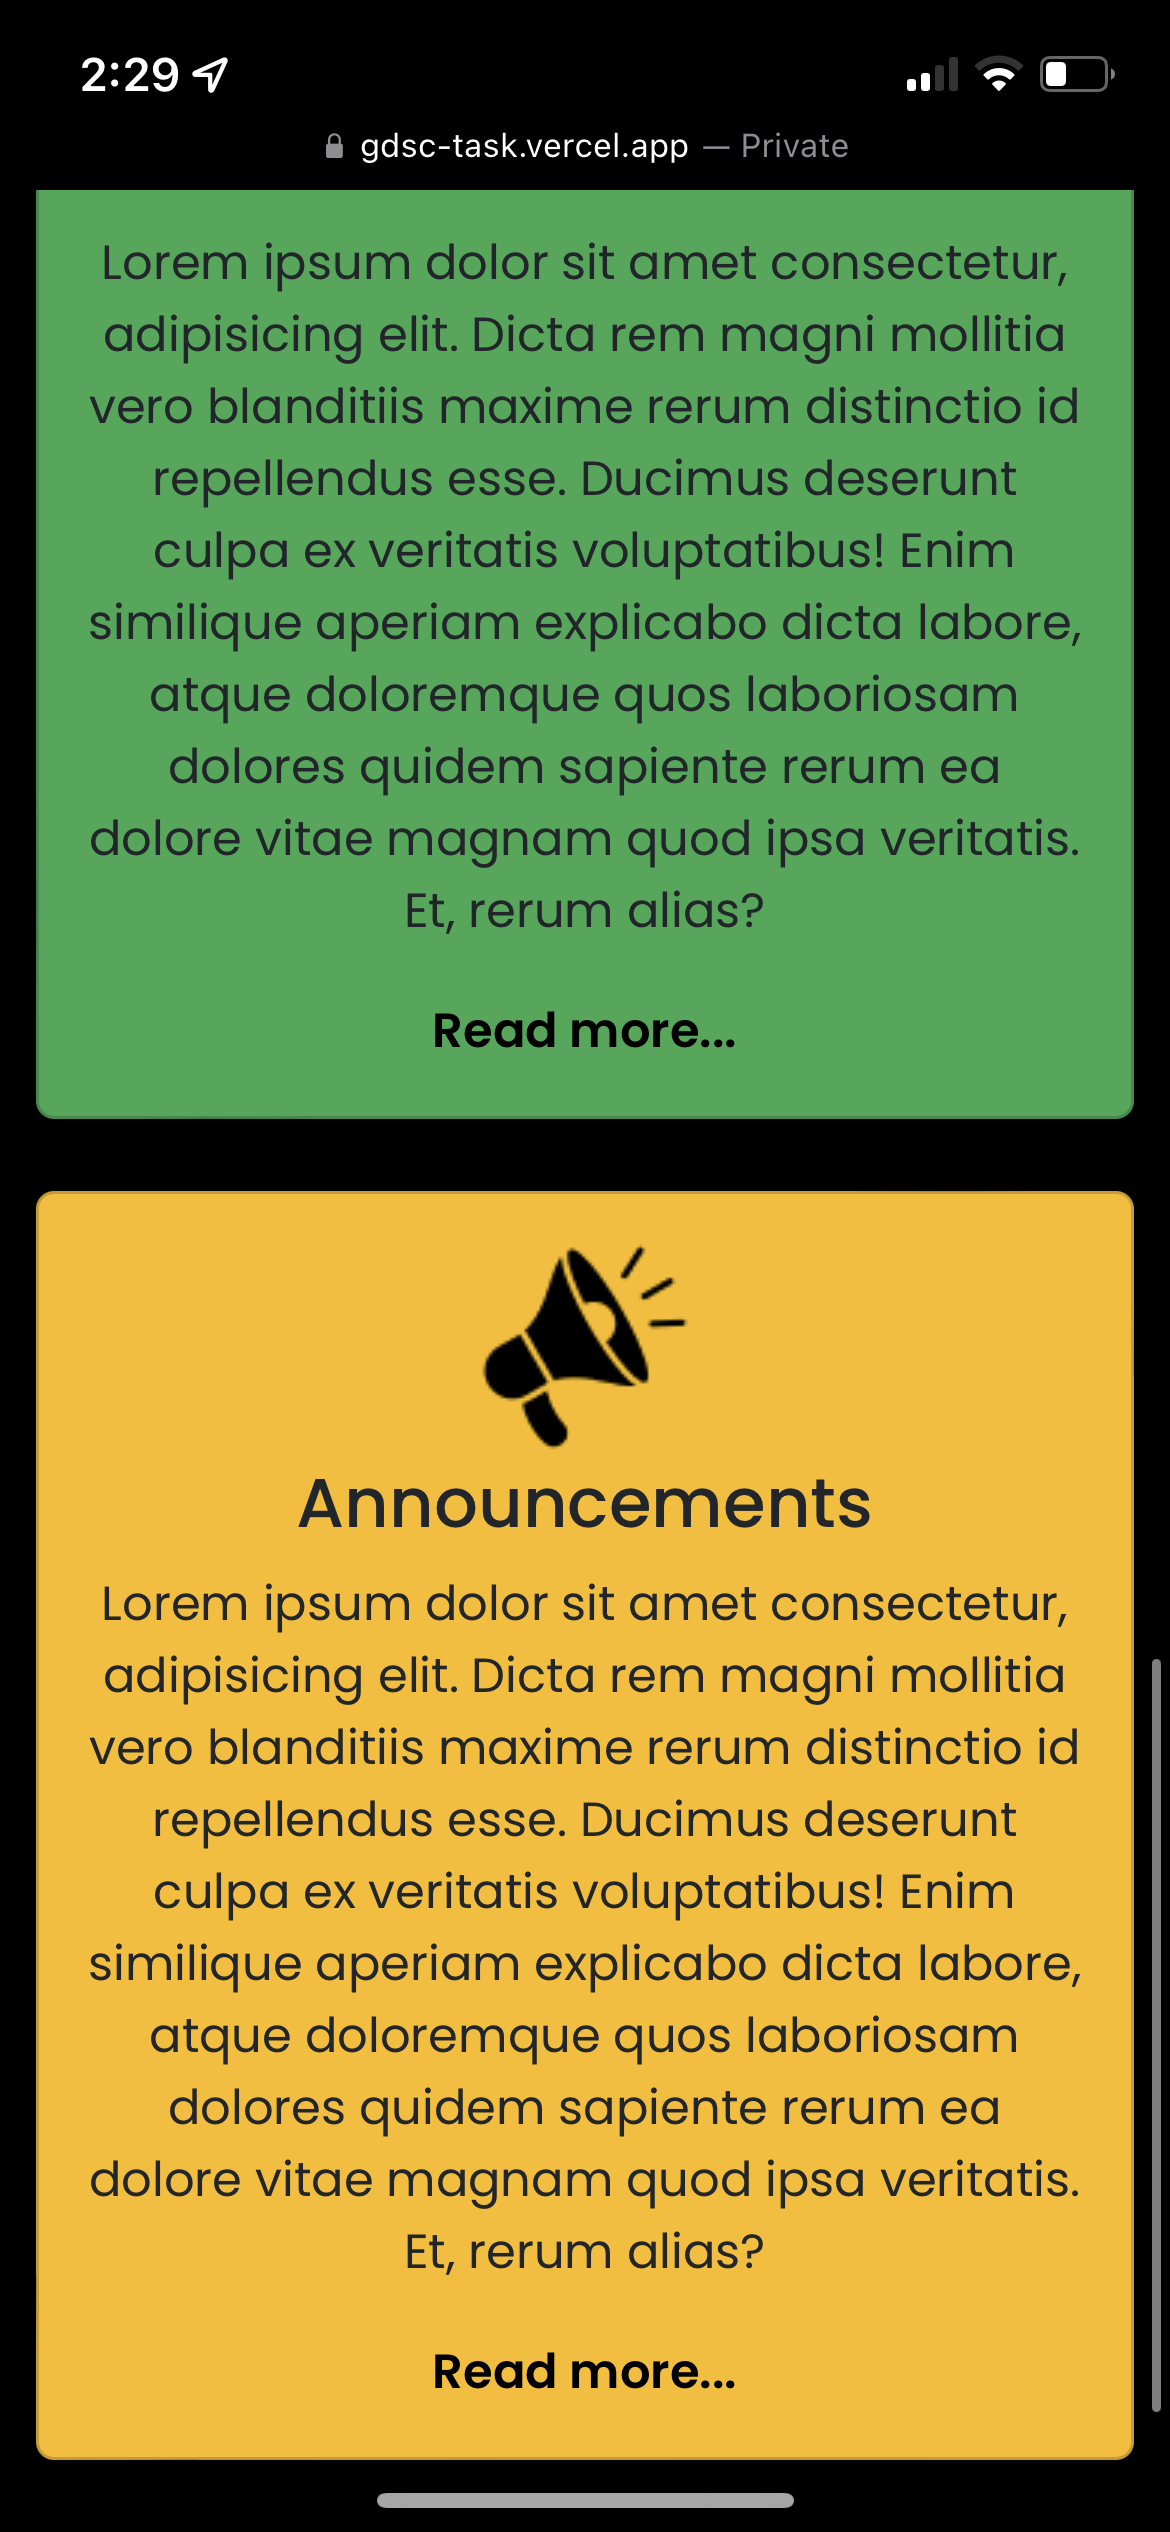 2:29
gdsc-task.vercel.app — Private
Lorem ipsum dolor sit amet consectetur,
adipisicing elit. Dicta rem magni mollitia
vero blanditiis maxime rerum distinctio id
repellendus esse. Ducimus deserunt
culpa ex veritatis voluptatibus! Enim
similique aperiam explicabo dicta labore,
atque doloremque quos laboriosam
dolores quidem sapiente rerum ea
dolore vitae magnam quod ipsa veritatis.
Et, rerum alias?
Read more...
Announcements
Lorem ipsum dolor sit amet consectetur,
adipisicing elit. Dicta rem magni mollitia
vero blanditiis maxime rerum distinctio id
repellendus esse. Ducimus deserunt
culpa ex veritatis voluptatibus! Enim
similique aperiam explicabo dicta labore,
atque doloremque quos laboriosam
dolores quidem sapiente rerum ea
dolore vitae magnam quod ipsa veritatis.
Et, rerum alias?
Read more...